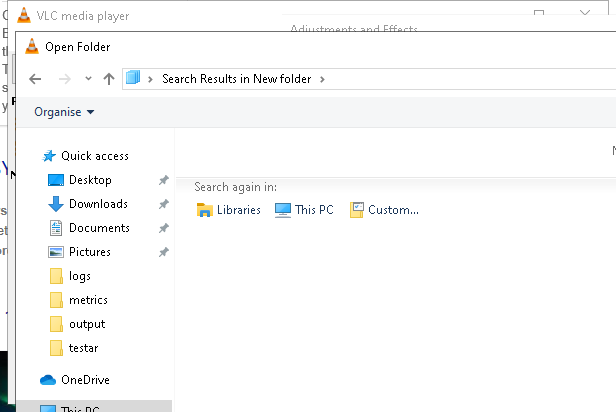 VLC media player
Adjustments and Effects
Open Folder
Search Results in New folder
Organise
Quick access
Desktop
Downloads
Documents
Pictures
logs
metrics
output
testar
OneDrive
This PC
Search again in:
Libraries
This PC
Custom...